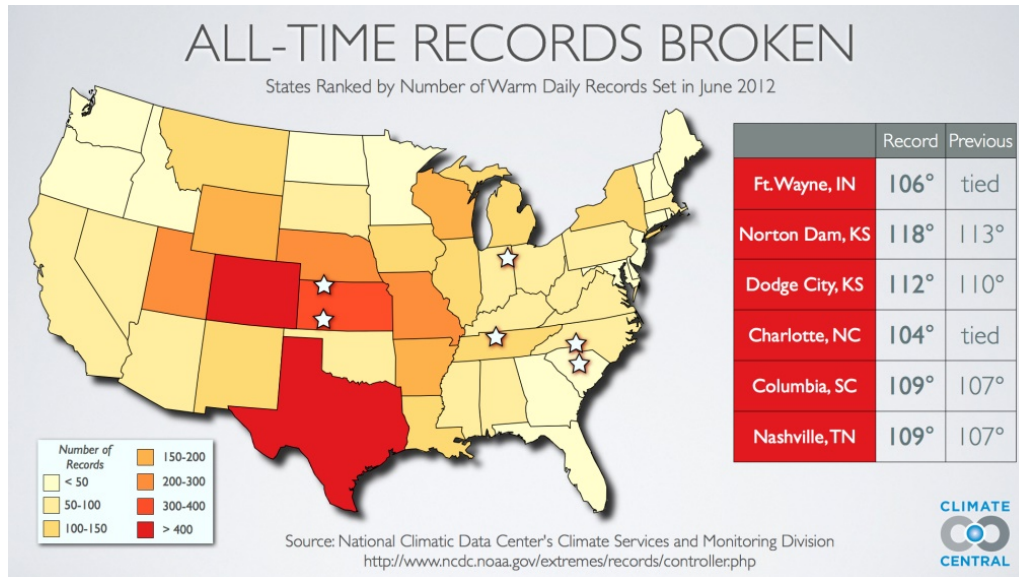 ALL-TIME RECORDS BROKEN
States Ranked by Number of Warm Daily Records Set in June 2012
Record Previous
Ft. Wayne, IN 106° tied
Norton Dam, KS 118° 113°
Dodge City, KS 112° 110°
Charlotte, NC 104° tied
Columbia, SC 109° 107°
Nashville, TN 109° 107°
Number of
Records
< 50
50-100
100-150
150-200
200-300
300-400
> 400
Source: National Climatic Data Center's Climate Services and Monitoring Division
http://www.ncdc.noaa.gov/extremes/records/controller.php
CLIMATE
CENTRAL